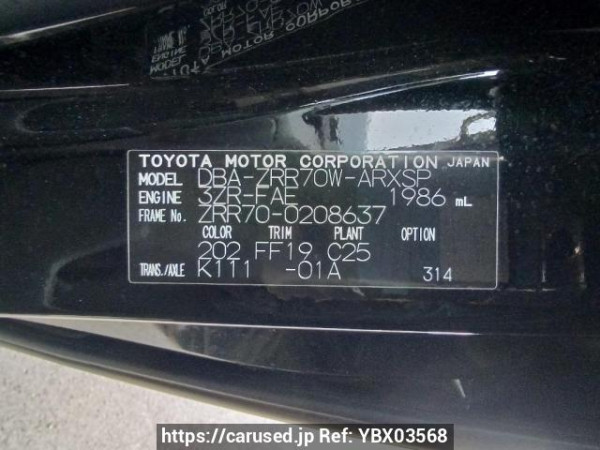 TOYOTA MOTOR CORPORATION JAPAN
MODEL DBA-ZRR70W-ARXSP
ENGINE 3ZR-FAE 1986 mL
FRAME No. ZRR70-0208637
COLOR TRIM PLANT OPTION
202 FF19 C25
TRANS./AXLE K111 -01A 314
https://carused.jp Ref: YBX03568